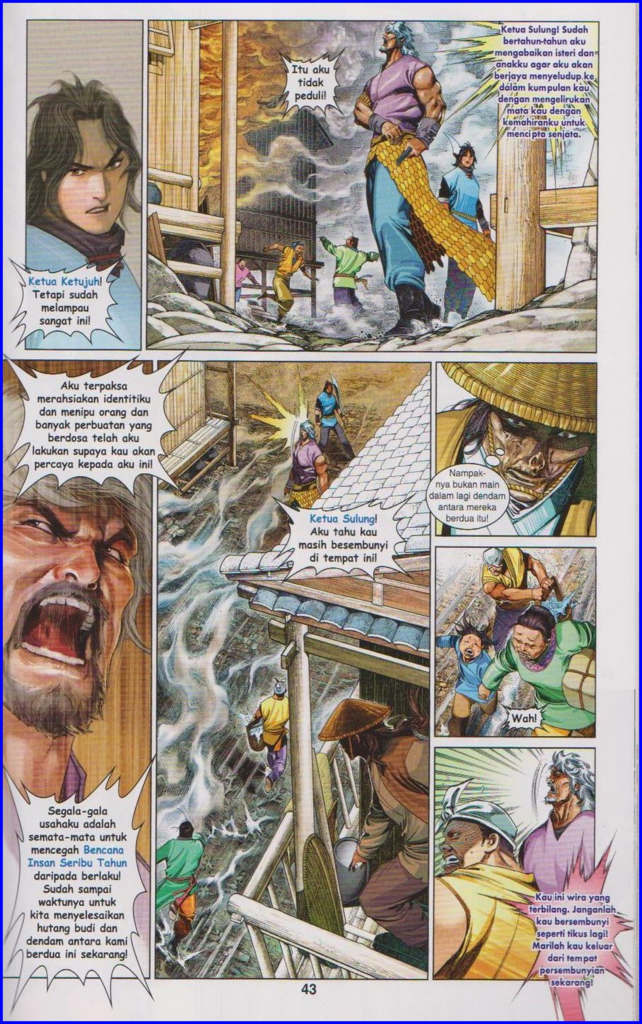 Ketua Ketujuh!
Tetapi sudah
melampau
sangat ini!
Itu aku
tidak
peduli!
Ketua Sulung! Sudah
bertahun-tahun aku
mengabaikan isteri dan
anakku agar aku akan
berjaya menyeludup ke
dalam kumpulan kau
dengan mengelirukan
mata kau dengan
kemahiranku untuk
mencipta senjata.
Aku terpaksa
merahsiakan identitiku
dan menipu orang dan
banyak perbuatan yang
berdosa telah aku
lakukan supaya kau akan
percaya kepada aku ini!
Segala-gala
usahaku adalah
semata-mata untuk
mencegah Bencana
Insan Seribu Tahun
daripada berlaku!
Sudah sampai
waktunya untuk
kita menyelesaikan
hutang budi dan
dendam antara kami
berdua ini sekarang!
Ketua Sulung!
Aku tahu kau
masih besembunyi
di tempat ini!
Nampak-
nya bukan main
dalam lagi dendam
antara mereka
berdua itu!
Wah!
Kau ini wira yang
terbilang. Janganlah
kau bersembunyi
seperti tikus lagi!
Marilah kau keluar
dari tempat
persembunyian
sekarang!
43